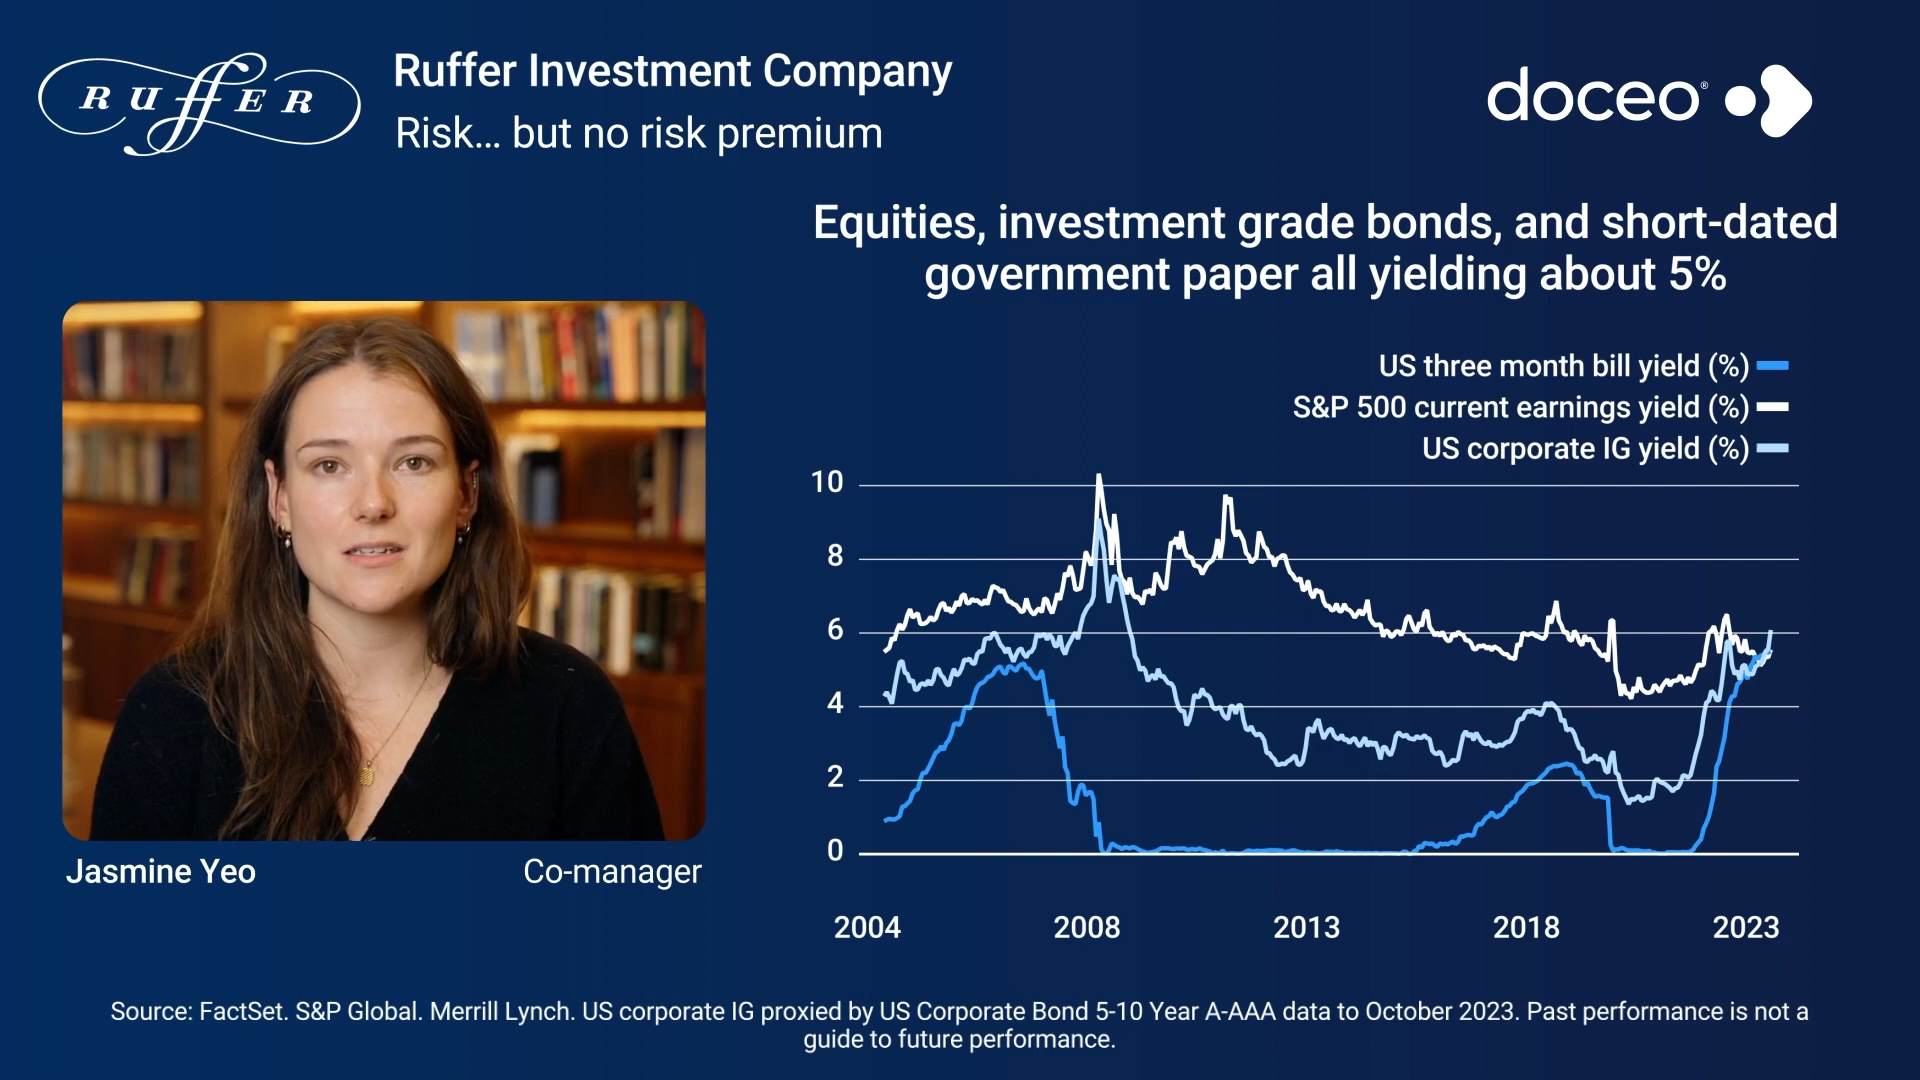 RUffER
Ruffer Investment Company
Risk... but no risk premium
doceo®
Equities, investment grade bonds, and short-dated
government paper all yielding about 5%
US three month bill yield (%)
S&P 500 current earnings yield (%)
US corporate IG yield (%)
10
8
6
4
2
0
2004 2008 2013 2018 2023
Jasmine Yeo Co-manager
Source: FactSet. S&P Global. Merrill Lynch. US corporate IG proxied by US Corporate Bond 5-10 Year A-AAA data to October 2023. Past performance is not a
guide to future performance.